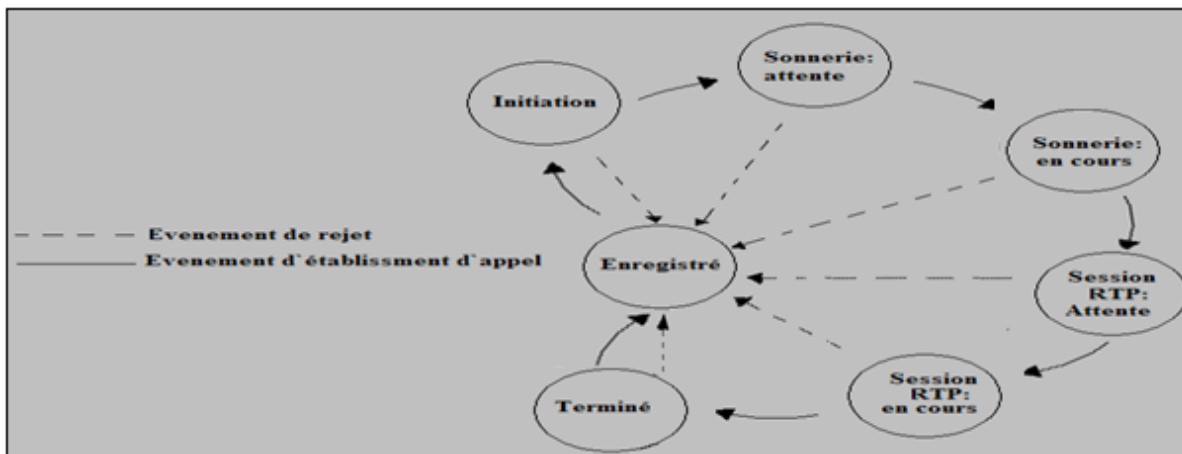 Sonnerie:
attente
Initiation
Sonnerie:
en cours
Evenement de rejet
Evenement d`établissment d`appel
Enregistré
Session
RTP:
Attente
Session
RTP:
en cours
Terminé